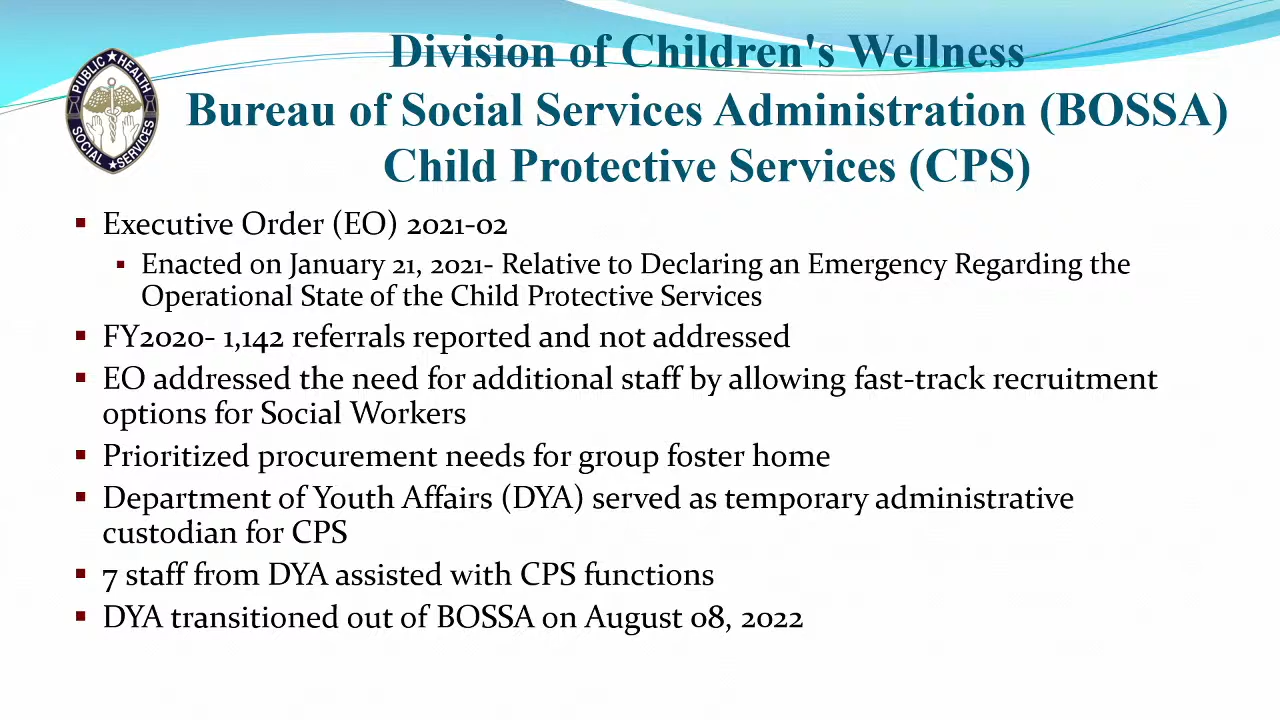 Division of Children's Wellness
Bureau of Social Services Administration (BOSSA)
Child Protective Services (CPS)
PUBLIC ★ HEALTH
SOCIAL ★ SERVICES
▪ Executive Order (EO) 2021-02
▪ Enacted on January 21, 2021- Relative to Declaring an Emergency Regarding the
Operational State of the Child Protective Services
▪ FY2020- 1,142 referrals reported and not addressed
▪ EO addressed the need for additional staff by allowing fast-track recruitment
options for Social Workers
▪ Prioritized procurement needs for group foster home
▪ Department of Youth Affairs (DYA) served as temporary administrative
custodian for CPS
▪ 7 staff from DYA assisted with CPS functions
▪ DYA transitioned out of BOSSA on August 08, 2022